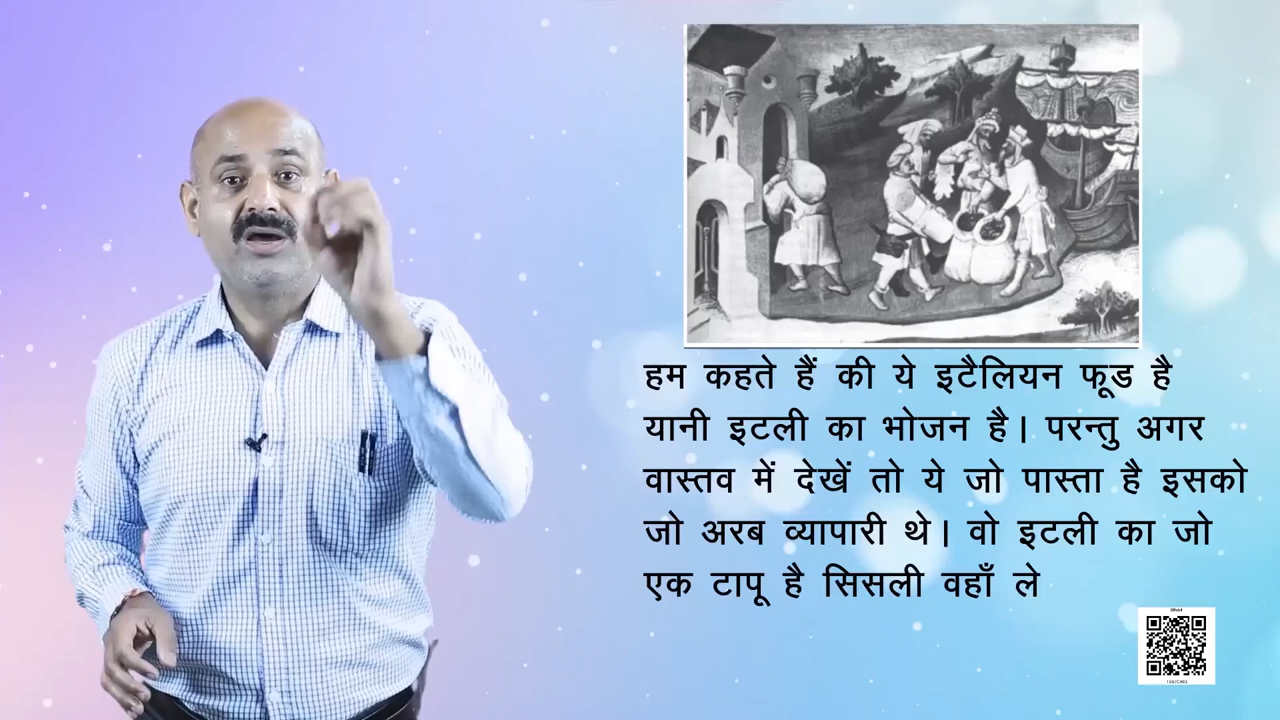 हम कहते हैं की ये इटैलियन फूड है
यानी इटली का भोजन है। परन्तु अगर
वास्तव में देखें तो ये जो पास्ता है इसको
जो अरब व्यापारी थे। वो इटली का जो
एक टापू है सिसली वहाँ ले